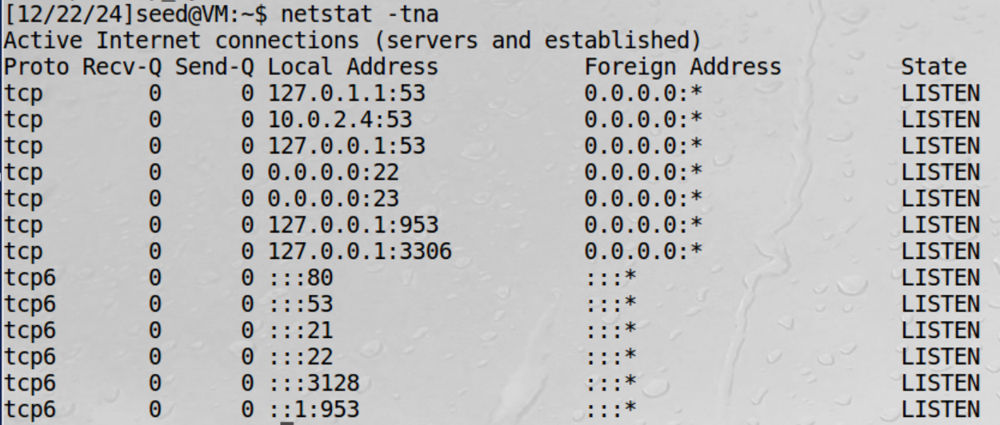 [12/22/24]seed@VM:~$ netstat -tna
Active Internet connections (servers and established)
Proto Recv-Q Send-Q Local Address           Foreign Address         State
tcp        0      0 127.0.1.1:53            0.0.0.0:*               LISTEN
tcp        0      0 10.0.2.4:53             0.0.0.0:*               LISTEN
tcp        0      0 127.0.0.1:53            0.0.0.0:*               LISTEN
tcp        0      0 0.0.0.0:22              0.0.0.0:*               LISTEN
tcp        0      0 0.0.0.0:23              0.0.0.0:*               LISTEN
tcp        0      0 127.0.0.1:953           0.0.0.0:*               LISTEN
tcp        0      0 127.0.0.1:3306          0.0.0.0:*               LISTEN
tcp6       0      0 :::80                   :::*                    LISTEN
tcp6       0      0 :::53                   :::*                    LISTEN
tcp6       0      0 :::21                   :::*                    LISTEN
tcp6       0      0 :::22                   :::*                    LISTEN
tcp6       0      0 :::3128                 :::*                    LISTEN
tcp6       0      0 ::1:953                 :::*                    LISTEN